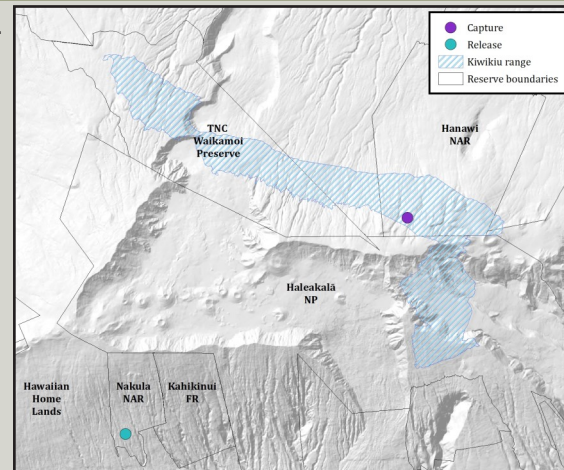 Capture
Release
Kiwikiu range
Reserve boundaries
TNC
Waikamoi
Preserve
Hanawi
NAR
Haleakalā
NP
Hawaiian
Home
Lands
Nakula
NAR
Kahikinui
FR